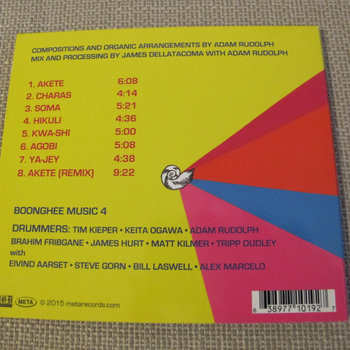 COMPOSITIONS AND ORGANIC ARRANGEMENTS BY ADAM RUDOLPH
MIX AND PROCESSING BY JAMES DELLATACOMA WITH ADAM RUDOLPH
1. AKETE 6:08
2. CHARAS 4:14
3. SOMA 5:21
4. HIKULI 4:36
5. KWA-SHI 5:00
6. AGOBI 5:08
7. YA-JEY 4:38
8. AKETE (REMIX) 9:22
BOONGHEE MUSIC 4
DRUMMERS: TIM KIEPER • KEITA OGAWA • ADAM RUDOLPH
BRAHIM FRIBGANE • JAMES HURT • MATT KILMER • TRIPP DUDLEY
with
EIVIND AARSET • STEVE GORN • BILL LASWELL • ALEX MARCELO
META © 2015 metarecords.com
6 38977 10192 7